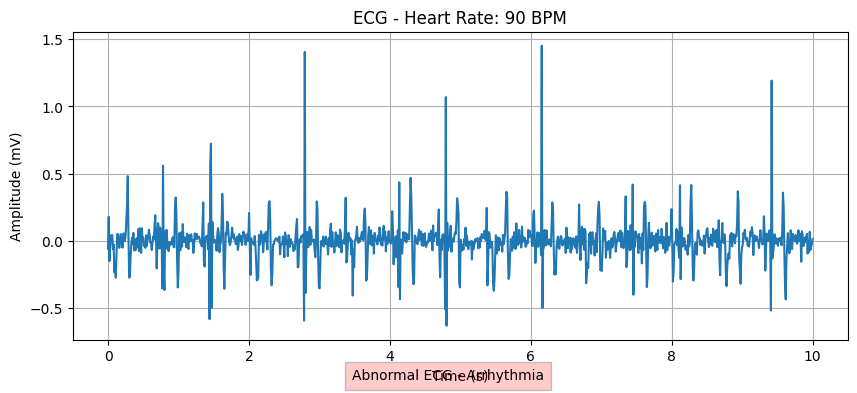 ECG - Heart Rate: 90 BPM
1.5
1.0
0.5
0.0
−0.5
Amplitude (mV)
0 2 4 6 8 10
Time (s)
Abnormal ECG - Arrhythmia